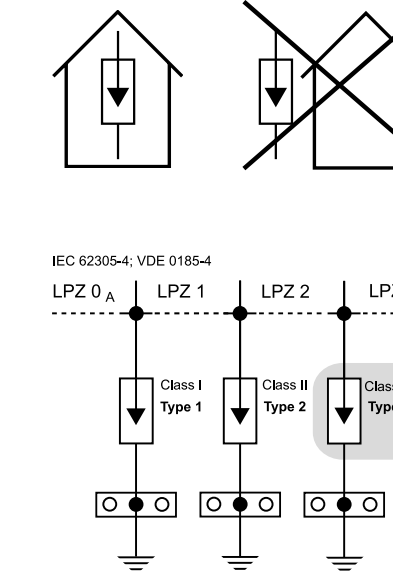 IEC 62305-4; VDE 0185-4
LPZ 0 A LPZ 1 LPZ 2
Class I Class II
Type 1 Type 2